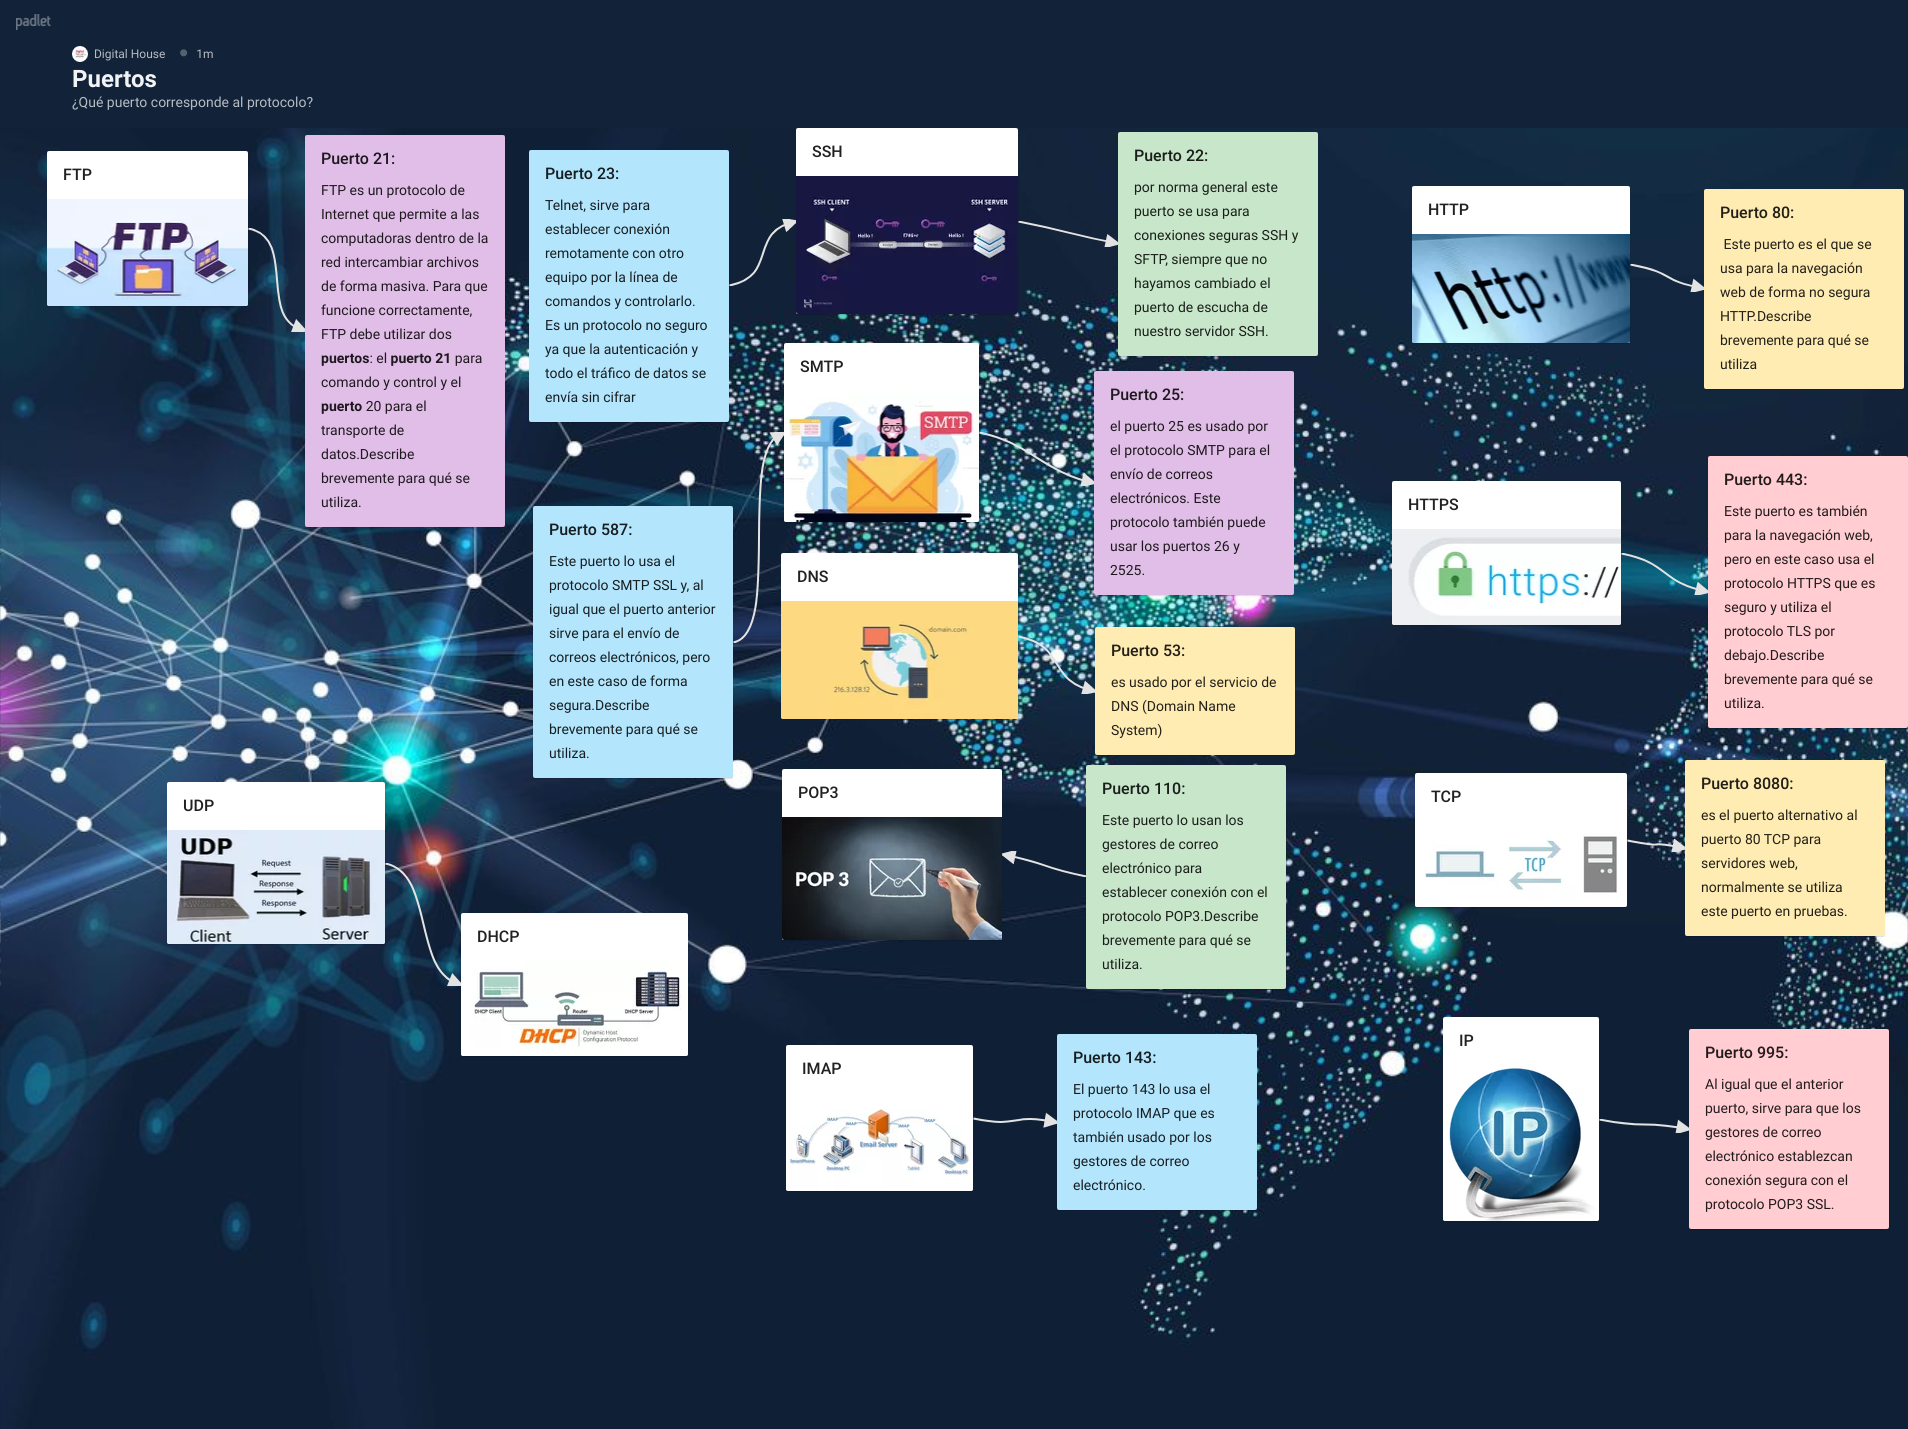 padlet
Digital House
1m
Puertos
¿Qué puerto corresponde al protocolo?
FTP
FTP
Puerto 21:
FTP es un protocolo de
Internet que permite a las
computadoras dentro de la
red intercambiar archivos
de forma masiva. Para que
funcione correctamente,
FTP debe utilizar dos
puertos: el puerto 21 para
comando y control y el
puerto 20 para el
transporte de
datos.Describe
brevemente para qué se
utiliza.
Puerto 23:
Telnet, sirve para
establecer conexión
remotamente con otro
equipo por la línea de
comandos y controlarlo.
Es un protocolo no seguro
ya que la autenticación y
todo el tráfico de datos se
envía sin cifrar
SSH
SSH CLIENT
SSH SERVER
Hello !
Hello !
Puerto 22:
por norma general este
puerto se usa para
conexiones seguras SSH y
SFTP, siempre que no
hayamos cambiado el
puerto de escucha de
nuestro servidor SSH.
HTTP
http://www
Puerto 80:
Este puerto es el que se
usa para la navegación
web de forma no segura
HTTP.Describe
brevemente para qué se
utiliza
SMTP
SMTP
Puerto 25:
el puerto 25 es usado por
el protocolo SMTP para el
envío de correos
electrónicos. Este
protocolo también puede
usar los puertos 26 y
2525.
HTTPS
https://
Puerto 443:
Este puerto es también
para la navegación web,
pero en este caso usa el
protocolo HTTPS que es
seguro y utiliza el
protocolo TLS por
debajo.Describe
brevemente para qué se
utiliza.
Puerto 587:
Este puerto lo usa el
protocolo SMTP SSL y, al
igual que el puerto anterior
sirve para el envío de
correos electrónicos, pero
en este caso de forma
segura.Describe
brevemente para qué se
utiliza.
DNS
domain.com
216.3.128.12
Puerto 53:
es usado por el servicio de
DNS (Domain Name
System)
UDP
UDP
Request
Response
Response
Client
Server
DHCP
DHCP Client
Router
DHCP Server
DHCP
Dynamic Host
Configuration Protocol
POP3
POP 3
Puerto 110:
Este puerto lo usan los
gestores de correo
electrónico para
establecer conexión con el
protocolo POP3.Describe
brevemente para qué se
utiliza.
TCP
TCP
Puerto 8080:
es el puerto alternativo al
puerto 80 TCP para
servidores web,
normalmente se utiliza
este puerto en pruebas.
IMAP
IMAP
IMAP
IMAP
IMAP
Email Server
SmartPhone
Desktop PC
Tablet
Desktop PC
Puerto 143:
El puerto 143 lo usa el
protocolo IMAP que es
también usado por los
gestores de correo
electrónico.
IP
IP
Puerto 995:
Al igual que el anterior
puerto, sirve para que los
gestores de correo
electrónico establezcan
conexión segura con el
protocolo POP3 SSL.